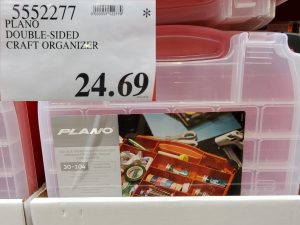 5552277 *
PLANO
DOUBLE-SIDED
CRAFT ORGANIZER
24.69
PLANO